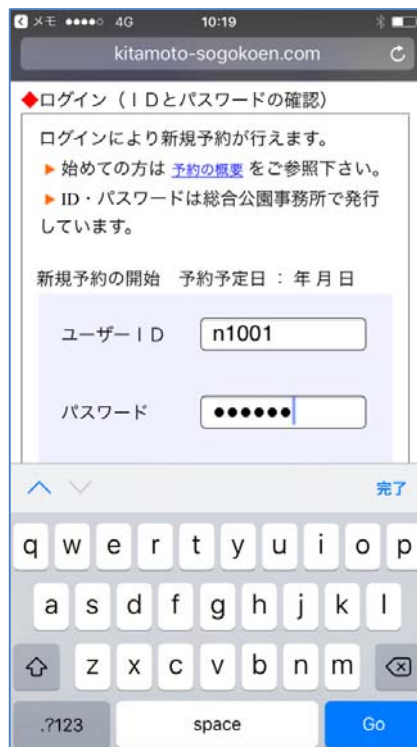 メモ 4G 10:19
kitamoto-sogokoen.com
◆ログイン（ＩＤとパスワードの確認）
ログインにより新規予約が行えます。
▶ 始めての方は 予約の概要 をご参照下さい。
▶ ID・パスワードは総合公園事務所で発行
しています。
新規予約の開始 予約予定日 : 年 月 日
ユーザーＩＤ n1001
パスワード ●●●●●●
完了
q w e r t y u i o p
a s d f g h j k l
z x c v b n m
.?123 space Go